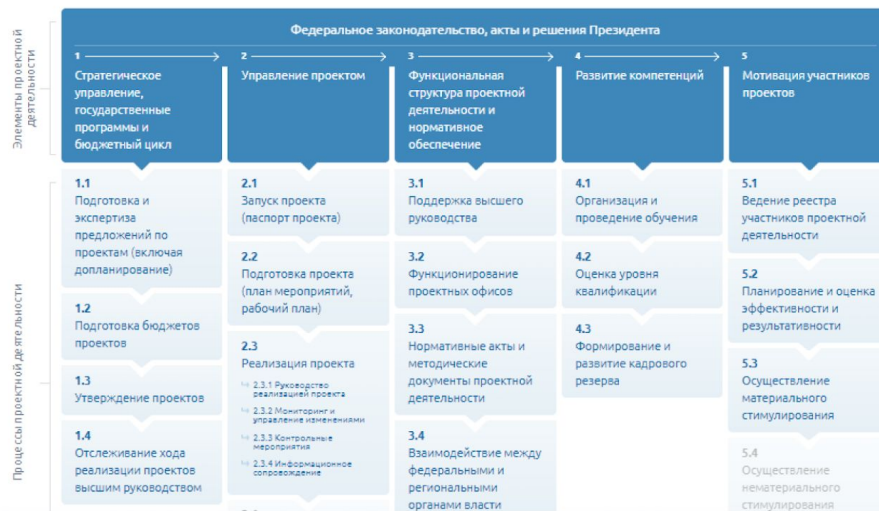 Элементы проектной
деятельности
Федеральное законодательство, акты и решения Президента
1
Стратегическое
управление,
государственные
программы и
бюджетный цикл
2
Управление проектом
3
Функциональная
структура проектной
деятельности и
нормативное
обеспечение
4
Развитие компетенций
5
Мотивация участников
проектов
Процессы проектной деятельности
1.1
Подготовка и
экспертиза
предложений по
проектам (включая
допланирование)
1.2
Подготовка бюджетов
проектов
1.3
Утверждение проектов
1.4
Отслеживание хода
реализации проектов
высшим руководством
2.1
Запуск проекта
(паспорт проекта)
2.2
Подготовка проекта
(план мероприятий,
рабочий план)
2.3
Реализация проекта
2.3.1 Руководство
реализацией проекта
2.3.2 Мониторинг и
управление изменениями
2.3.3 Контрольные
мероприятия
2.3.4 Информационное
сопровождение
3.1
Поддержка высшего
руководства
3.2
Функционирование
проектных офисов
3.3
Нормативные акты и
методические
документы проектной
деятельности
3.4
Взаимодействие между
федеральными и
региональными
органами власти
4.1
Организация и
проведение обучения
4.2
Оценка уровня
квалификации
4.3
Формирование и
развитие кадрового
резерва
5.1
Ведение реестра
участников проектной
деятельности
5.2
Планирование и оценка
эффективности и
результативности
5.3
Осуществление
материального
стимулирования
5.4
Осуществление
нематериального
стимулирования